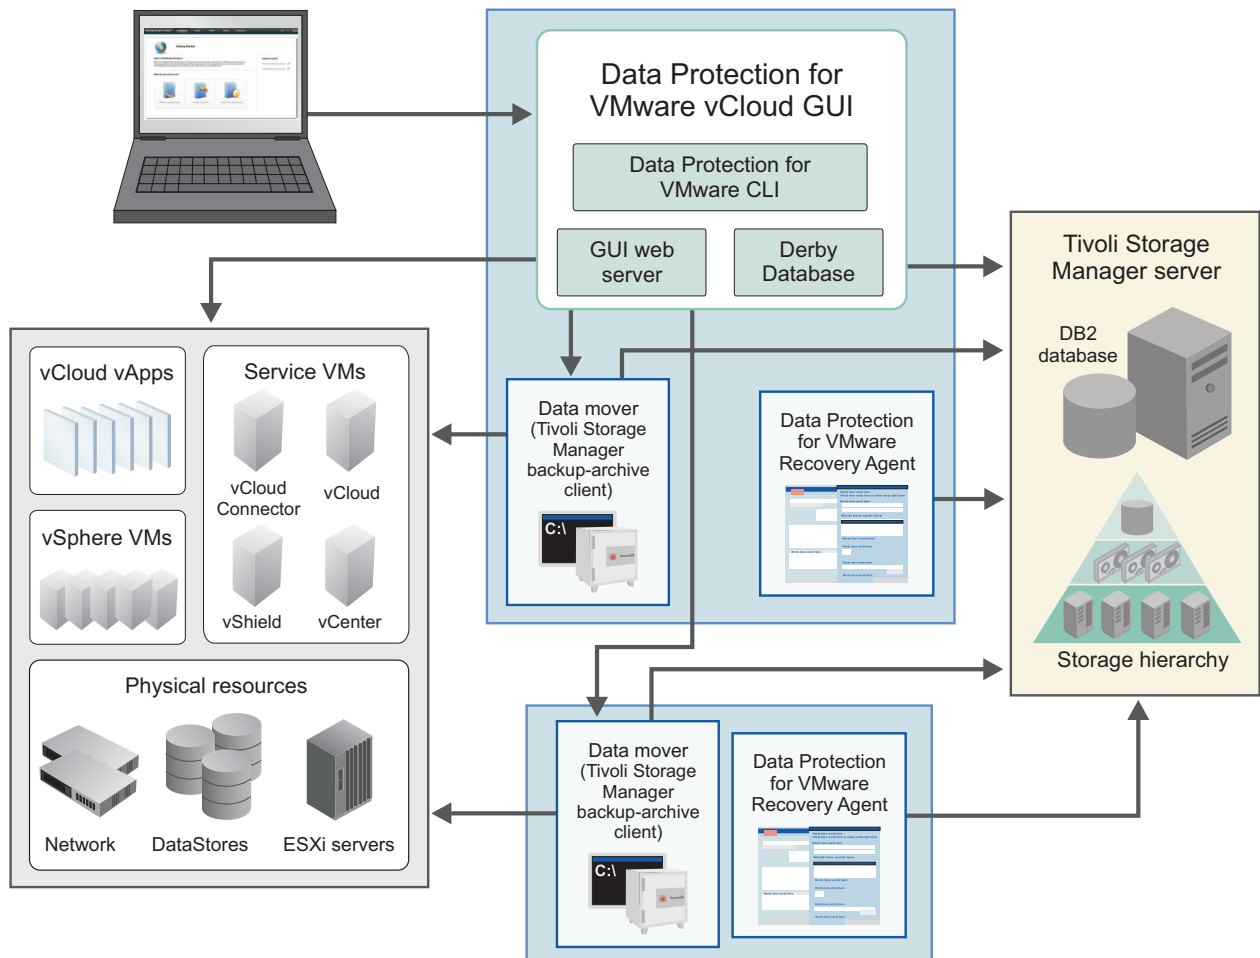 Data Protection for
VMware vCloud GUI
Data Protection for
VMware CLI
GUI web
server
Derby
Database
Tivoli Storage
Manager server
DB2
database
Storage hierarchy
vCloud vApps
Service VMs
vCloud
Connector
vCloud
vShield
vCenter
vSphere VMs
Physical resources
Network
DataStores
ESXi servers
Data mover
(Tivoli Storage
Manager
backup-archive
client)
C:\
Data Protection
for VMware
Recovery Agent
Data mover
(Tivoli Storage
Manager
backup-archive
client)
C:\
Data Protection
for VMware
Recovery Agent